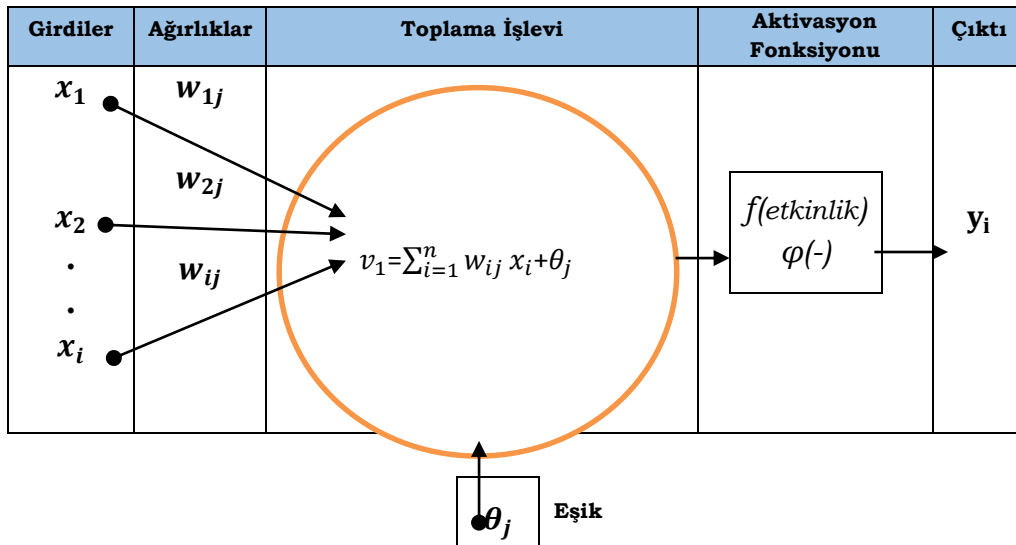 Girdiler
Ağırlıklar
Toplama İşlevi
Aktivasyon
Fonksiyonu
Çıktı
x₁
w₁ⱼ
w₂ⱼ
x₂
.
wᵢⱼ
.
xᵢ
v₁=∑ⁿᵢ₌₁ wᵢⱼ xᵢ+θⱼ
f(etkinlik)
φ(-)
yᵢ
θⱼ
Eşik